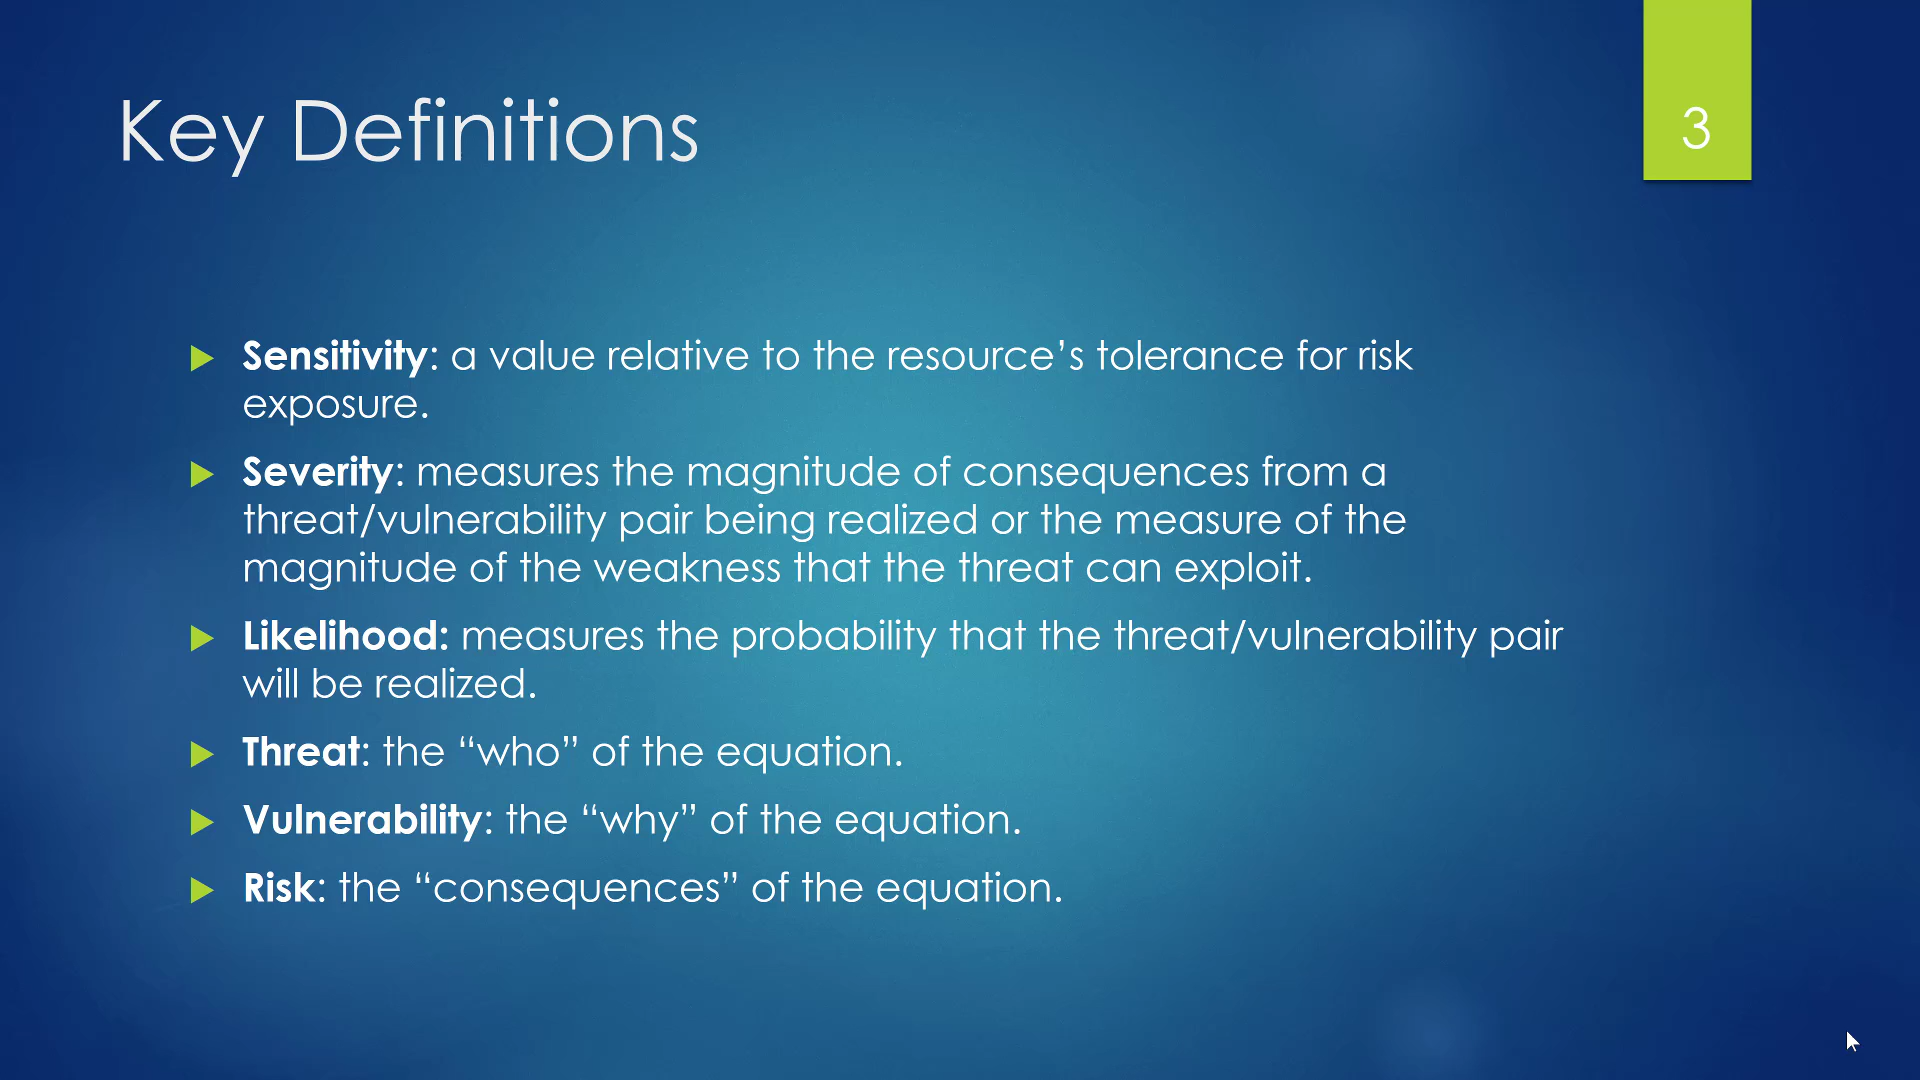 Key Definitions
3
Sensitivity: a value relative to the resource’s tolerance for risk
exposure.
Severity: measures the magnitude of consequences from a
threat/vulnerability pair being realized or the measure of the
magnitude of the weakness that the threat can exploit.
Likelihood: measures the probability that the threat/vulnerability pair
will be realized.
Threat: the “who” of the equation.
Vulnerability: the “why” of the equation.
Risk: the “consequences” of the equation.